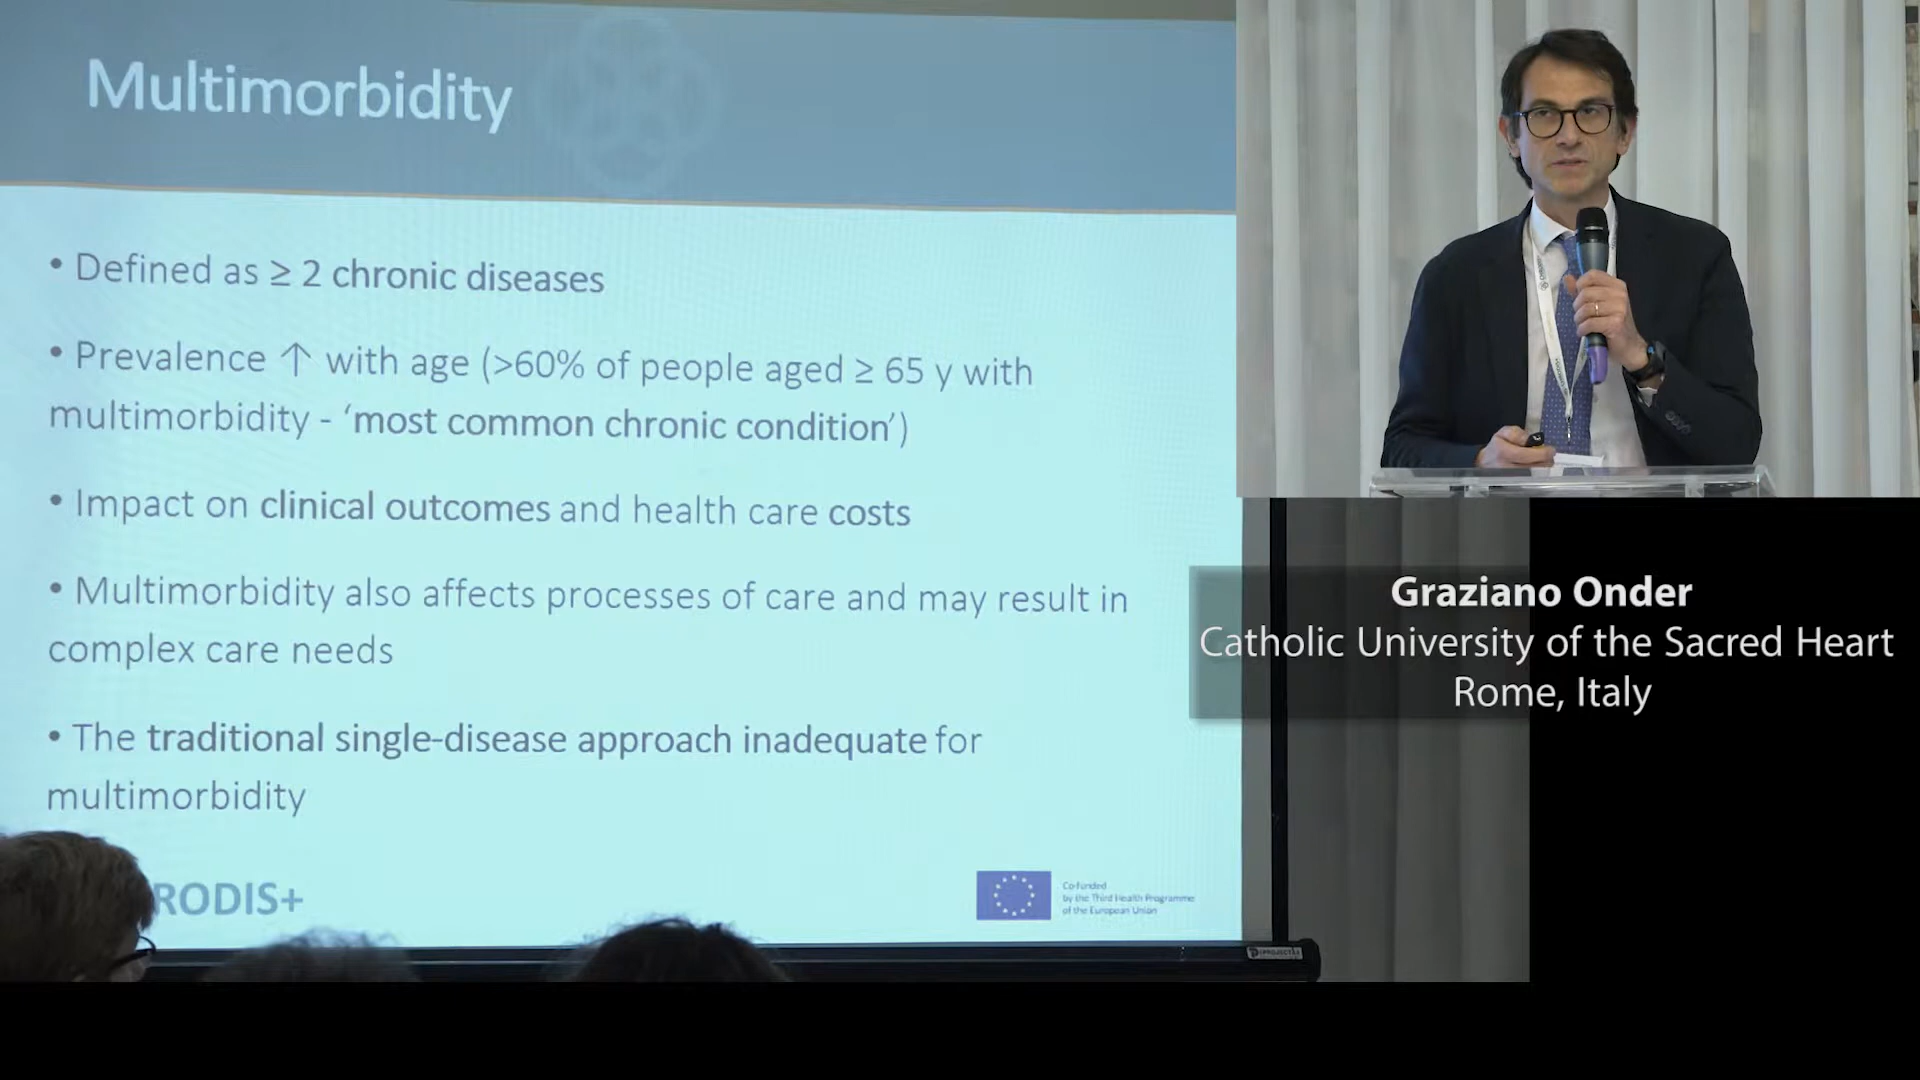 Multimorbidity
• Defined as ≥ 2 chronic diseases
• Prevalence ↑ with age (>60% of people aged ≥ 65 y with
multimorbidity - ‘most common chronic condition’)
• Impact on clinical outcomes and health care costs
• Multimorbidity also affects processes of care and may result in
complex care needs
• The traditional single-disease approach inadequate for
multimorbidity
RODIS+
Co-funded
by the Third Health Programme
of the European Union
Graziano Onder
Catholic University of the Sacred Heart
Rome, Italy